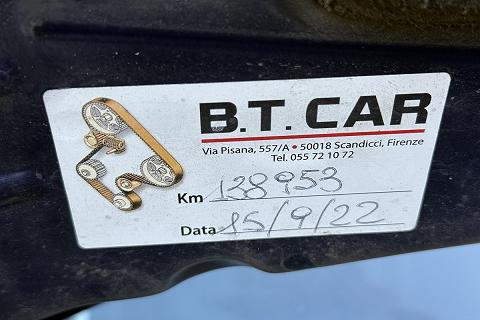 B.T. CAR
Via Pisana, 557/A • 50018 Scandicci, Firenze
Tel. 055 72 10 72
Km 138953
Data 15/9/22